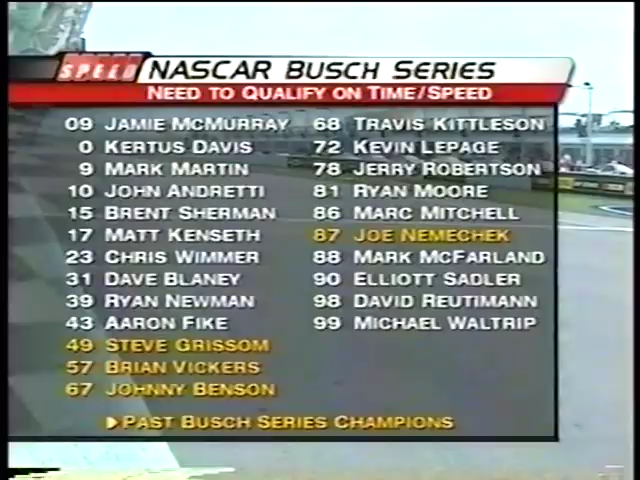 SPEED NASCAR BUSCH SERIES
NEED TO QUALIFY ON TIME/SPEED
09 JAMIE MCMURRAY
0 KERTUS DAVIS
9 MARK MARTIN
10 JOHN ANDRETTI
15 BRENT SHERMAN
17 MATT KENSETH
23 CHRIS WIMMER
31 DAVE BLANEY
39 RYAN NEWMAN
43 AARON FIKE
49 STEVE GRISSOM
57 BRIAN VICKERS
67 JOHNNY BENSON
68 TRAVIS KITTLESON
72 KEVIN LEPAGE
78 JERRY ROBERTSON
81 RYAN MOORE
86 MARC MITCHELL
87 JOE NEMECHEK
88 MARK MCFARLAND
90 ELLIOTT SADLER
98 DAVID REUTIMANN
99 MICHAEL WALTRIP
PAST BUSCH SERIES CHAMPIONS